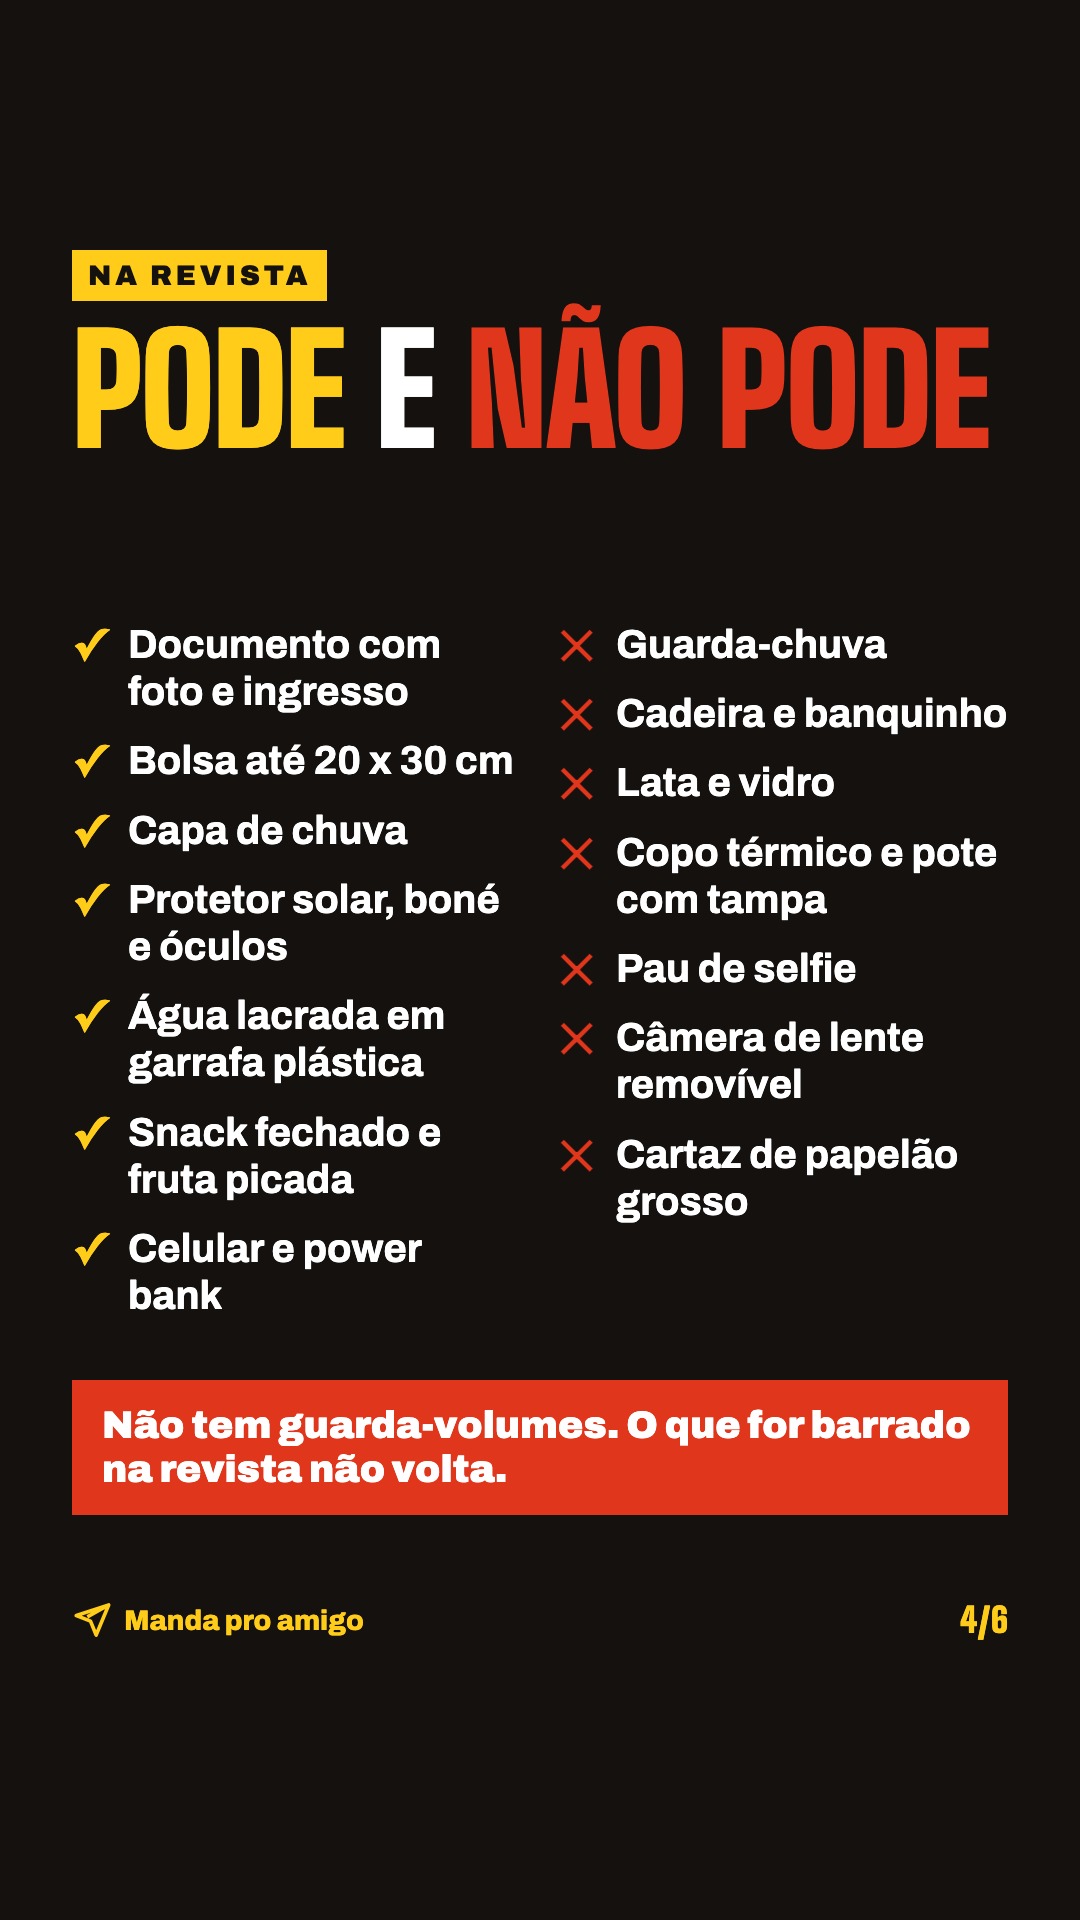 NA REVISTA
PODE E NÃO PODE
Documento com
foto e ingresso
Bolsa até 20 x 30 cm
Capa de chuva
Protetor solar, boné
e óculos
Água lacrada em
garrafa plástica
Snack fechado e
fruta picada
Celular e power
bank
Guarda-chuva
Cadeira e banquinho
Lata e vidro
Copo térmico e pote
com tampa
Pau de selfie
Câmera de lente
removível
Cartaz de papelão
grosso
Não tem guarda-volumes. O que for barrado
na revista não volta.
Manda pro amigo
4/6